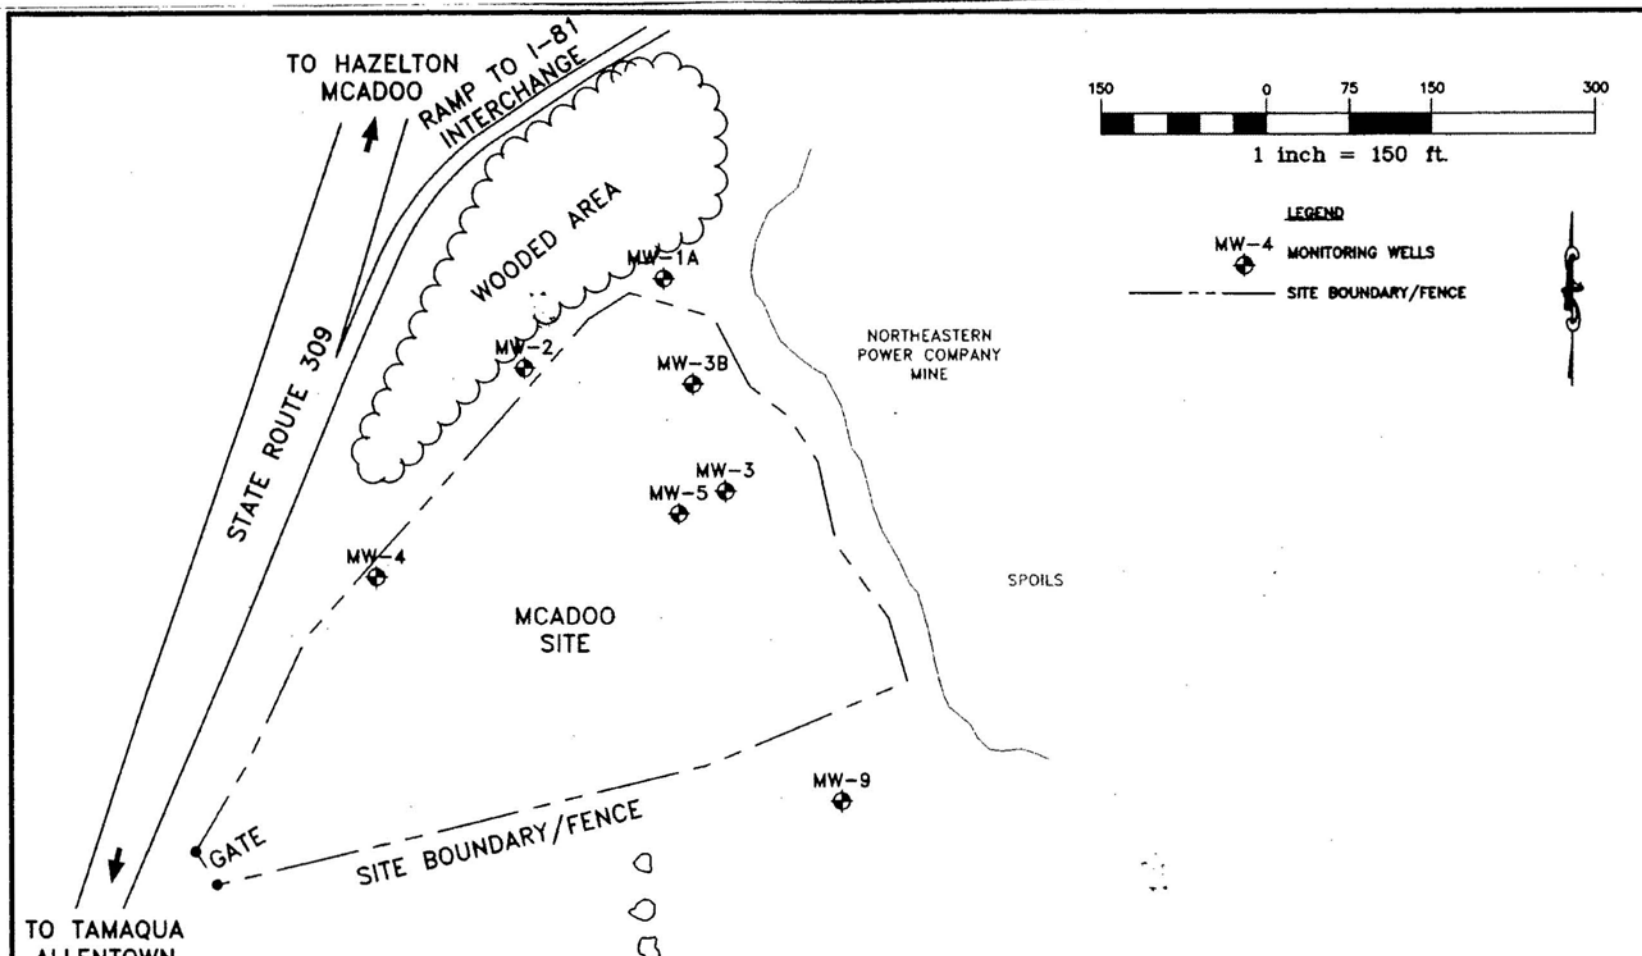 TO HAZELTON
MCADOO
RAMP TO I-81
INTERCHANGE
150 0 75 150 300
1 inch = 150 ft.
LEGEND
MW-4 MONITORING WELLS
SITE BOUNDARY/FENCE
WOODED AREA
MW-1A
STATE ROUTE 309
MW-2
MW-3B
NORTHEASTERN
POWER COMPANY
MINE
MW-3
MW-5
MW-4
SPOILS
MCADOO
SITE
MW-9
GATE
SITE BOUNDARY/FENCE
TO TAMAQUA
ALLENTOWN